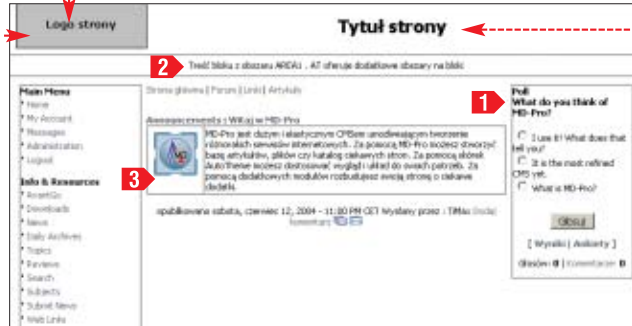 Logo strony
Tytuł strony
2
Treść bloku z obszaru AREA1 . AT oferuje dodatkowe obszary na bloki
Main Menu
Home
My Account
Messages
Administration
Logout
Info & Resources
AvantGo
Downloads
News
Daily Archives
Topics
Reviews
Search
Subjects
Submit News
Web Links
Strona główna | Forum | Linki | Artykuły
Announcements : Witaj w MD-Pro
3
MD-Pro jest dużym i elastycznym CMSem umożliwiającym tworzenie
różnorakich serwisów internetowych. Za pomocą MD-Pro możesz stworzyć
bazę artykułów, plików czy katalog ciekawych stron. Za pomocą skórek
AutoTheme możesz dostosować wygląd i układ do swoich potrzeb. Za
pomocą dodatkowych modułów rozbudujesz swoją stronę o ciekawe
dodatki.
opublikowano sobota, czerwiec 12, 2004 - 11:00 PM CET Wysłany przez : TiMax Dodaj
komentarz
1
Poll
What do you think of
MD-Pro?
I use it! What does that
tell you?
It is the most refined
CMS yet.
What is MD-Pro?
Głosuj
[ Wyniki | Ankiety ]
Głosów: 0 | Komentarze: 0